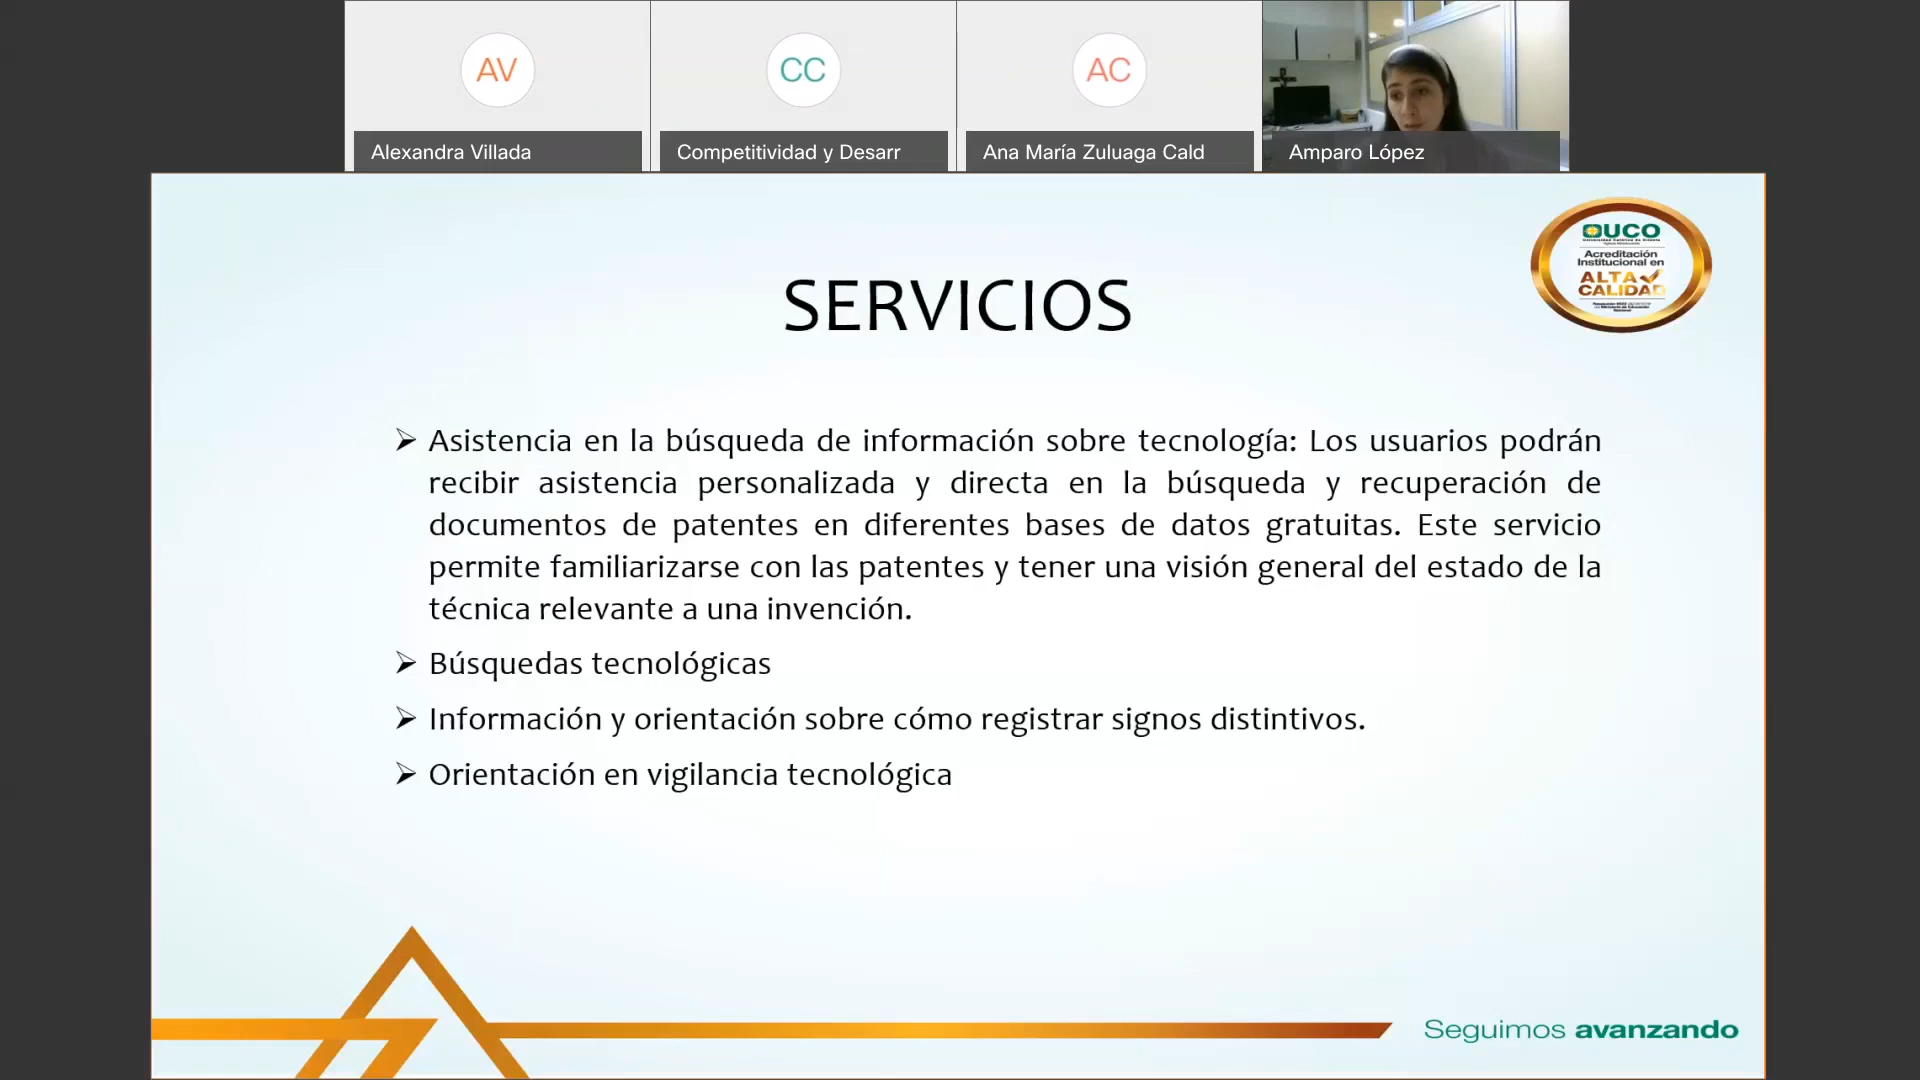 AV
CC
AC
Alexandra Villada
Competitividad y Desarr
Ana María Zuluaga Cald
Amparo López
UCO
Acreditación
Institucional en
ALTA
CALIDAD
SERVICIOS
Asistencia en la búsqueda de información sobre tecnología: Los usuarios podrán
recibir asistencia personalizada y directa en la búsqueda y recuperación de
documentos de patentes en diferentes bases de datos gratuitas. Este servicio
permite familiarizarse con las patentes y tener una visión general del estado de la
técnica relevante a una invención.
Búsquedas tecnológicas
Información y orientación sobre cómo registrar signos distintivos.
Orientación en vigilancia tecnológica
Seguimos avanzando